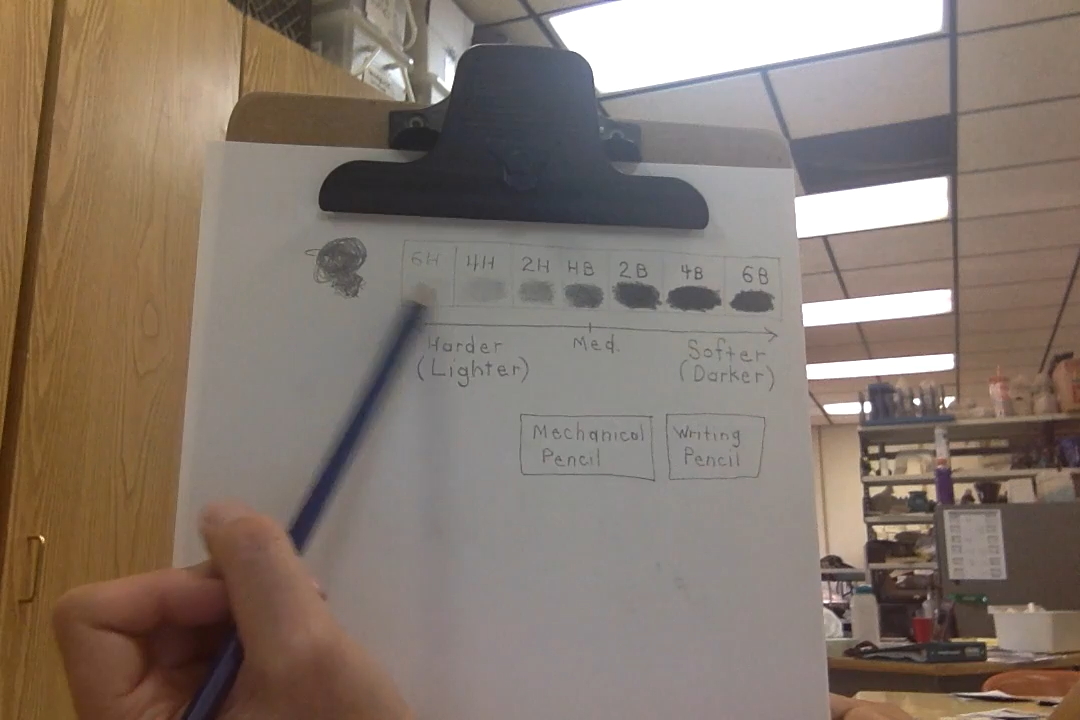 6H 4H 2H HB 2B 4B 6B
Harder Med. Softer
(Lighter) (Darker)
Mechanical Writing
Pencil Pencil